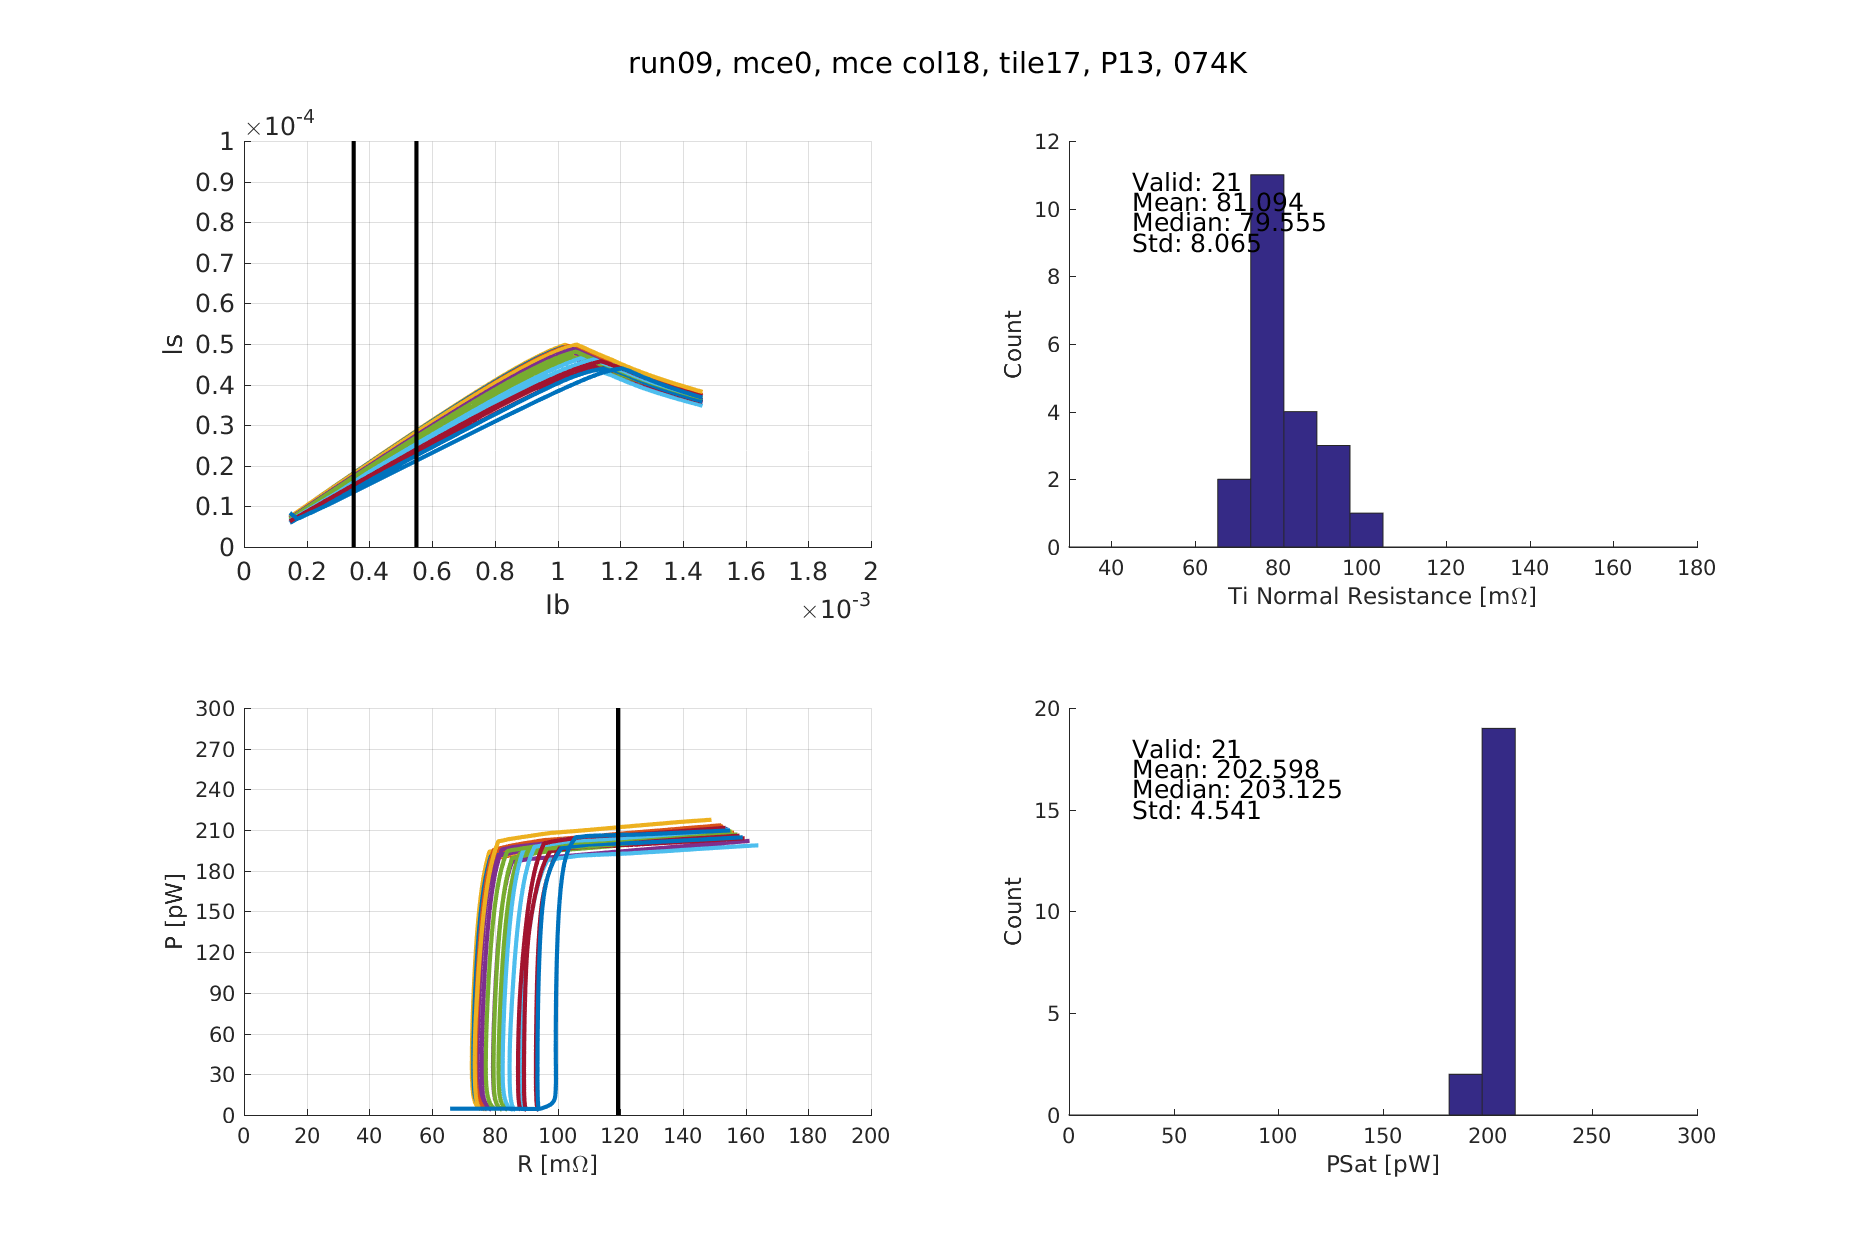 run09, mce0, mce col18, tile17, P13, 074K
×10-4
1
0.9
0.8
0.7
0.6
0.5
0.4
0.3
0.2
0.1
0
Is
0 0.2 0.4 0.6 0.8 1 1.2 1.4 1.6 1.8 2
Ib
×10-3
12
10
8
6
4
2
0
Count
Valid: 21
Mean: 81.094
Median: 79.555
Std: 8.065
40 60 80 100 120 140 160 180
Ti Normal Resistance [mΩ]
300
270
240
210
180
150
120
90
60
30
0
P [pW]
0 20 40 60 80 100 120 140 160 180 200
R [mΩ]
20
15
10
5
0
Count
Valid: 21
Mean: 202.598
Median: 203.125
Std: 4.541
0 50 100 150 200 250 300
PSat [pW]